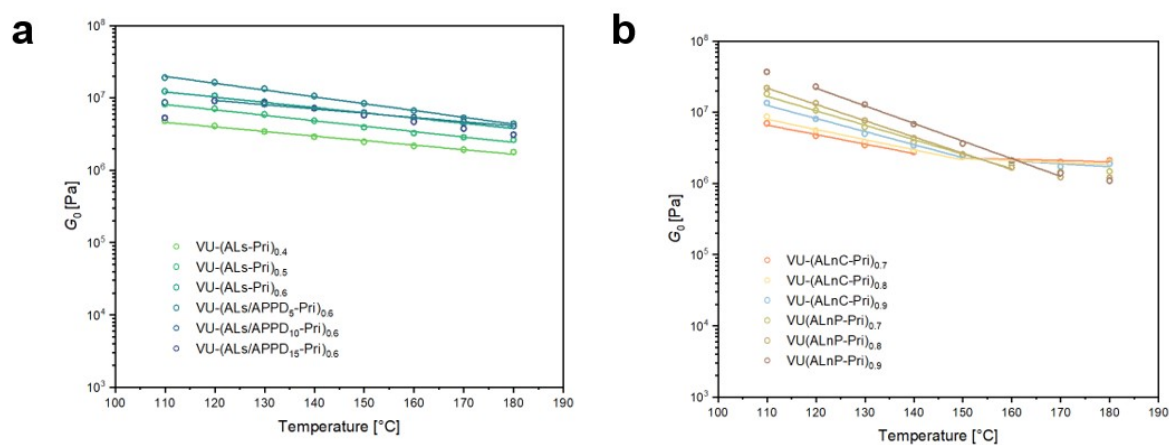 a
10⁸
10⁷
10⁶
10⁵
10⁴
10³
G₀ [Pa]
VU-(ALs-Pri)₀.₄
VU-(ALs-Pri)₀.₅
VU-(ALs-Pri)₀.₆
VU-(ALs/APPD₅-Pri)₀.₆
VU-(ALs/APPD₁₀-Pri)₀.₆
VU-(ALs/APPD₁₅-Pri)₀.₆
100 110 120 130 140 150 160 170 180 190
Temperature [°C]
b
10⁸
10⁷
10⁶
10⁵
10⁴
10³
G₀ [Pa]
VU-(ALnC-Pri)₀.₇
VU-(ALnC-Pri)₀.₈
VU-(ALnC-Pri)₀.₉
VU(ALnP-Pri)₀.₇
VU(ALnP-Pri)₀.₈
VU(ALnP-Pri)₀.₉
100 110 120 130 140 150 160 170 180 190
Temperature [°C]